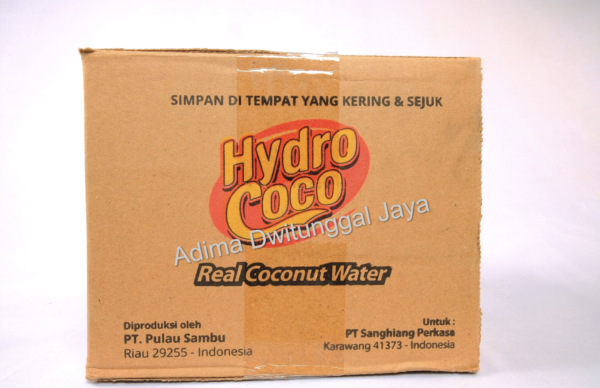 SIMPAN DI TEMPAT YANG KERING & SEJUK
Hydro
Coco
Adima Dwitunggal Jaya
Real Coconut Water
Diproduksi oleh
PT. Pulau Sambu
Riau 29255 - Indonesia
Untuk :
PT Sanghiang Perkasa
Karawang 41373 - Indonesia